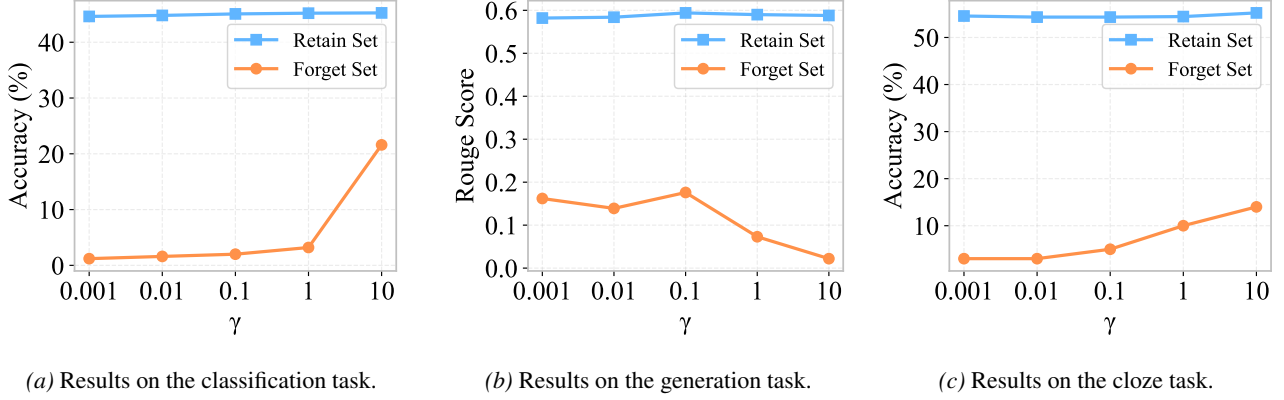 Accuracy (%)
40
30
20
10
0
Retain Set
Forget Set
0.001 0.01 0.1 1 10
γ
(a) Results on the classification task.
Rouge Score
0.6
0.5
0.4
0.3
0.2
0.1
0.0
Retain Set
Forget Set
0.001 0.01 0.1 1 10
γ
(b) Results on the generation task.
Accuracy (%)
50
40
30
20
10
Retain Set
Forget Set
0.001 0.01 0.1 1 10
γ
(c) Results on the cloze task.